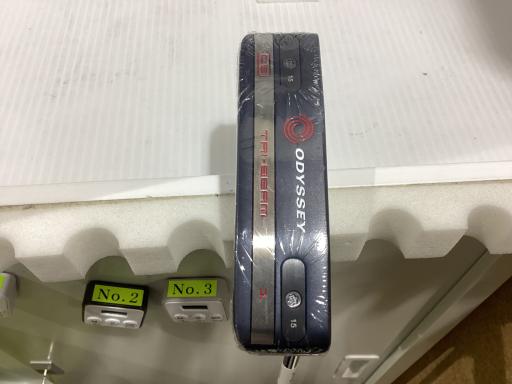 15
TRI-BEAM
ODYSSEY
15
No. 2
No. 3